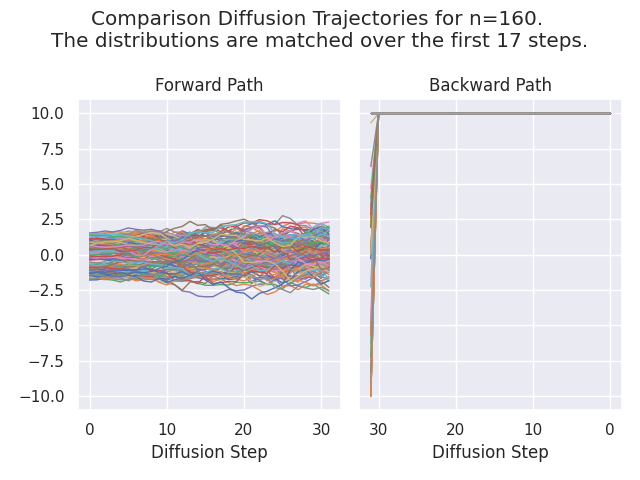 Comparison Diffusion Trajectories for n=160.
The distributions are matched over the first 17 steps.
Forward Path
Backward Path
10.0
7.5
5.0
2.5
0.0
−2.5
−5.0
−7.5
−10.0
0 10 20 30
30 20 10 0
Diffusion Step
Diffusion Step